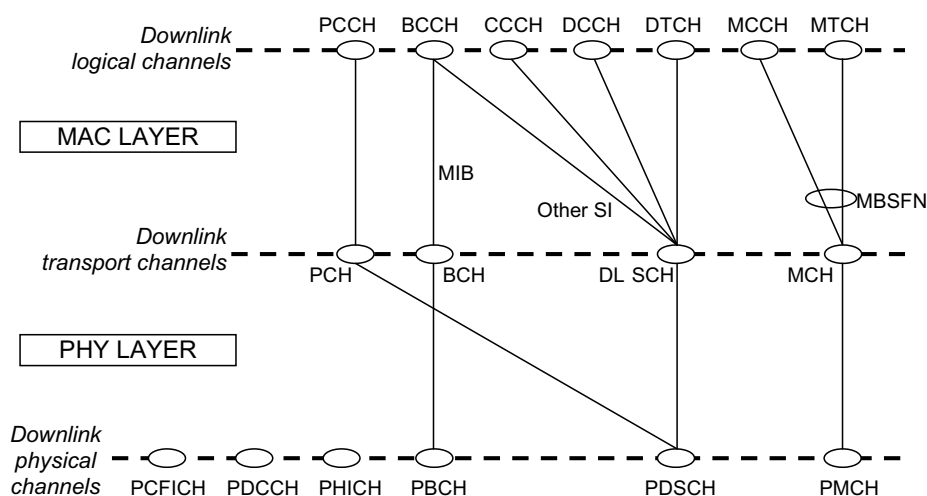 Downlink
logical channels
PCCH BCCH CCCH DCCH DTCH MCCH MTCH
MAC LAYER
MIB
Other SI
MBSFN
Downlink
transport channels
PCH BCH DL SCH MCH
PHY LAYER
Downlink
physical
channels
PCFICH PDCCH PHICH PBCH PDSCH PMCH